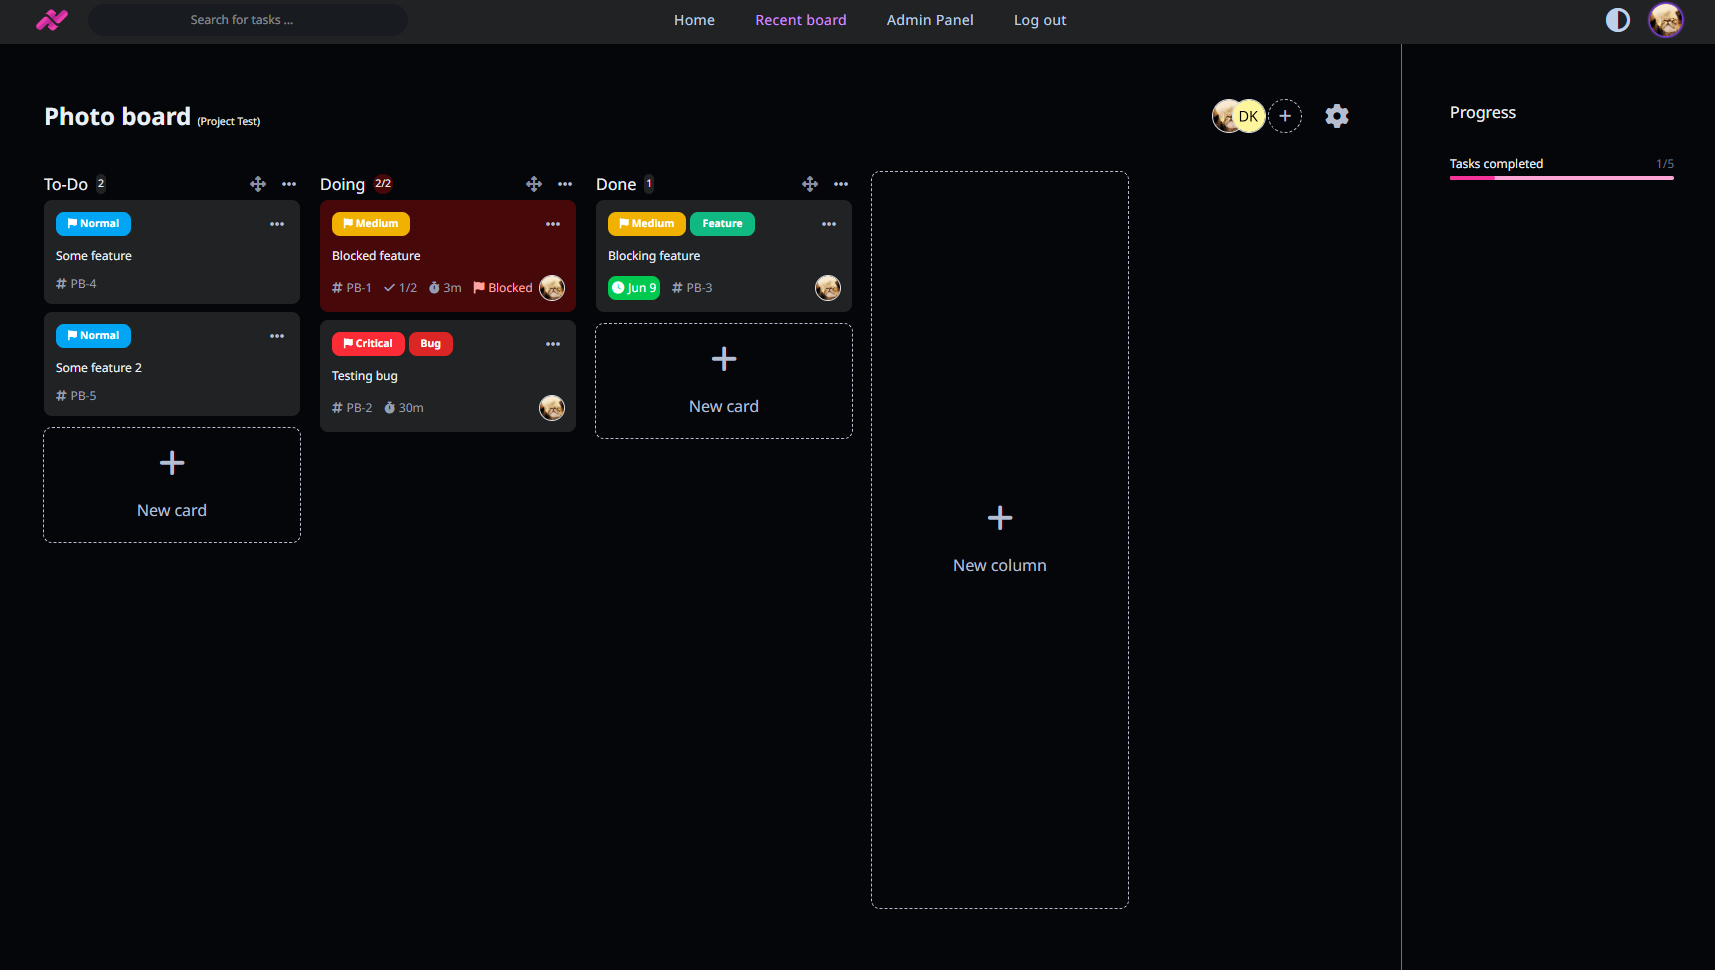 Search for tasks ...
Home
Recent board
Admin Panel
Log out
Photo board (Project Test)
DK
Progress
Tasks completed 1/5
To-Do 2
Normal
Some feature
# PB-4
Normal
Some feature 2
# PB-5
New card
Doing 2/2
Medium
Blocked feature
# PB-1 1/2 3m Blocked
Critical Bug
Testing bug
# PB-2 30m
Done 1
Medium Feature
Blocking feature
Jun 9 # PB-3
New card
New column